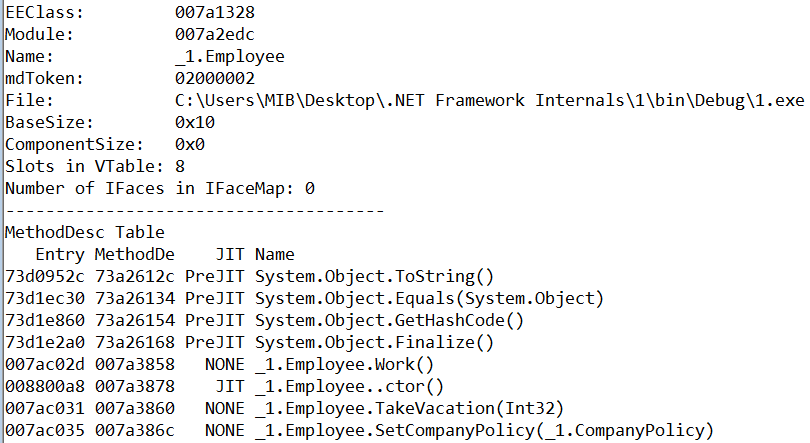 EEClass: 007a1328
Module: 007a2edc
Name: _1.Employee
mdToken: 02000002
File: C:\Users\MIB\Desktop\.NET Framework Internals\1\bin\Debug\1.exe
BaseSize: 0x10
ComponentSize: 0x0
Slots in VTable: 8
Number of IFaces in IFaceMap: 0
--------------------------------------
MethodDesc Table
Entry MethodDe JIT Name
73d0952c 73a2612c PreJIT System.Object.ToString()
73d1ec30 73a26134 PreJIT System.Object.Equals(System.Object)
73d1e860 73a26154 PreJIT System.Object.GetHashCode()
73d1e2a0 73a26168 PreJIT System.Object.Finalize()
007ac02d 007a3858 NONE _1.Employee.Work()
008800a8 007a3878 JIT _1.Employee..ctor()
007ac031 007a3860 NONE _1.Employee.TakeVacation(Int32)
007ac035 007a386c NONE _1.Employee.SetCompanyPolicy(_1.CompanyPolicy)